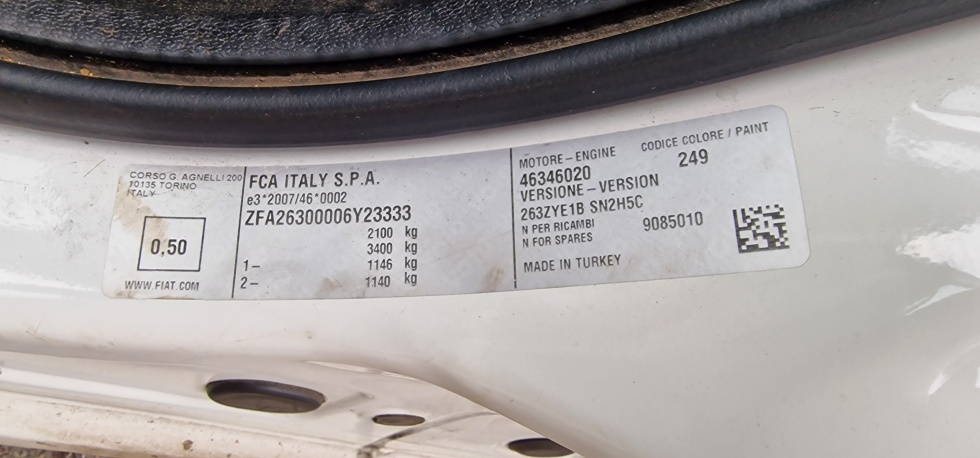 CORSO G. AGNELLI 200
10135 TORINO
ITALY
0,50
WWW.FIAT.COM
FCA ITALY S.P.A.
e3*2007/46*0002
ZFA26300006Y23333
2100 kg
3400 kg
1- 1146 kg
2- 1140 kg
MOTORE-ENGINE
46346020
VERSIONE-VERSION
263ZYE1B SN2H5C
N PER RICAMBI
N FOR SPARES
9085010
MADE IN TURKEY
CODICE COLORE / PAINT
249